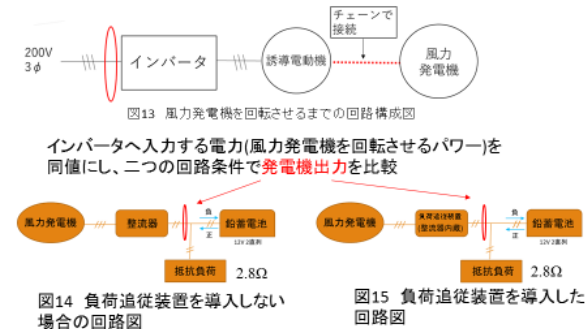 チェーンで
接続
200V
3φ
インバータ
誘導電動機
風力
発電機
図13 風力発電機を回転させるまでの回路構成図
インバータへ入力する電力(風力発電機を回転させるパワー)を
同値にし、二つの回路条件で発電機出力を比較
風力発電機
整流器
負
正
鉛蓄電池
12V 2直列
抵抗負荷
2.8Ω
図14 負荷追従装置を導入しない
場合の回路図
風力発電機
負荷追従装置
(整流器内蔵)
負
正
鉛蓄電池
12V 2直列
抵抗負荷
2.8Ω
図15 負荷追従装置を導入した
回路図